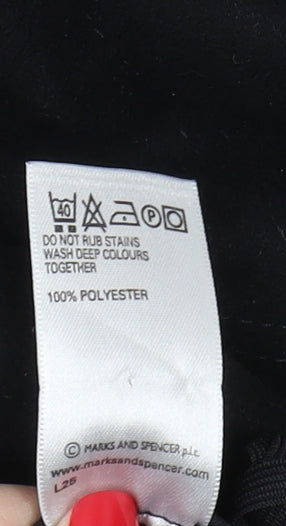 40 P
DO NOT RUB STAINS
WASH DEEP COLOURS
TOGETHER
100% POLYESTER
© MARKS AND SPENCER plc
www.marksandspencer.com
L25